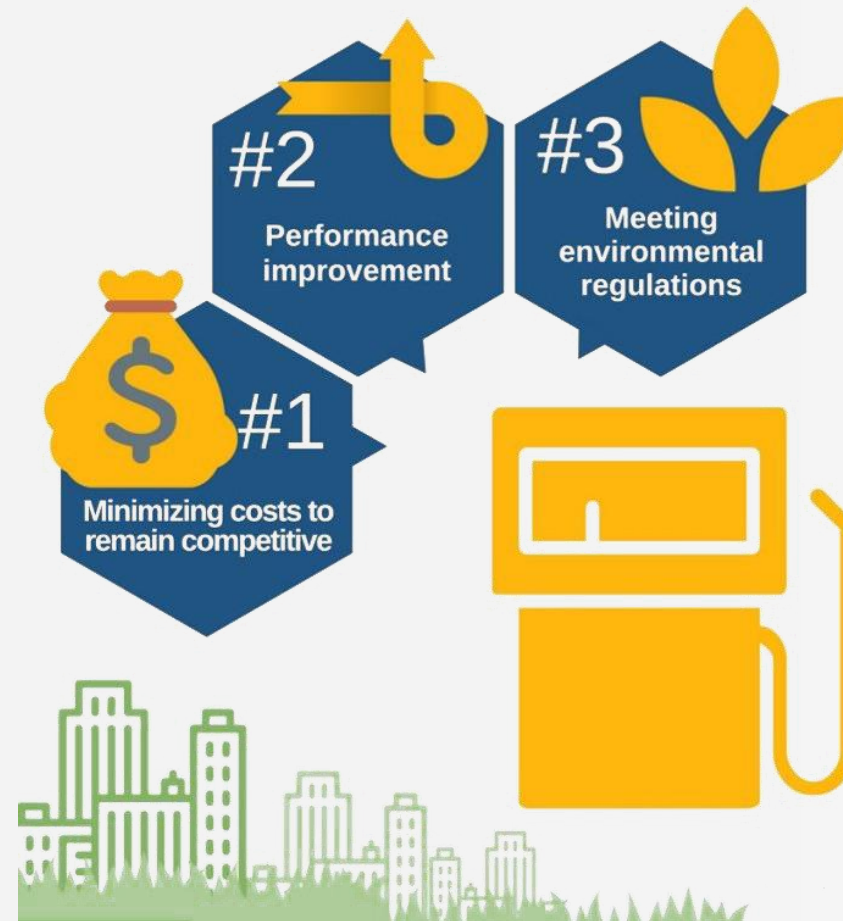 #1
Minimizing costs to
remain competitive
#2
Performance
improvement
#3
Meeting
environmental
regulations
$